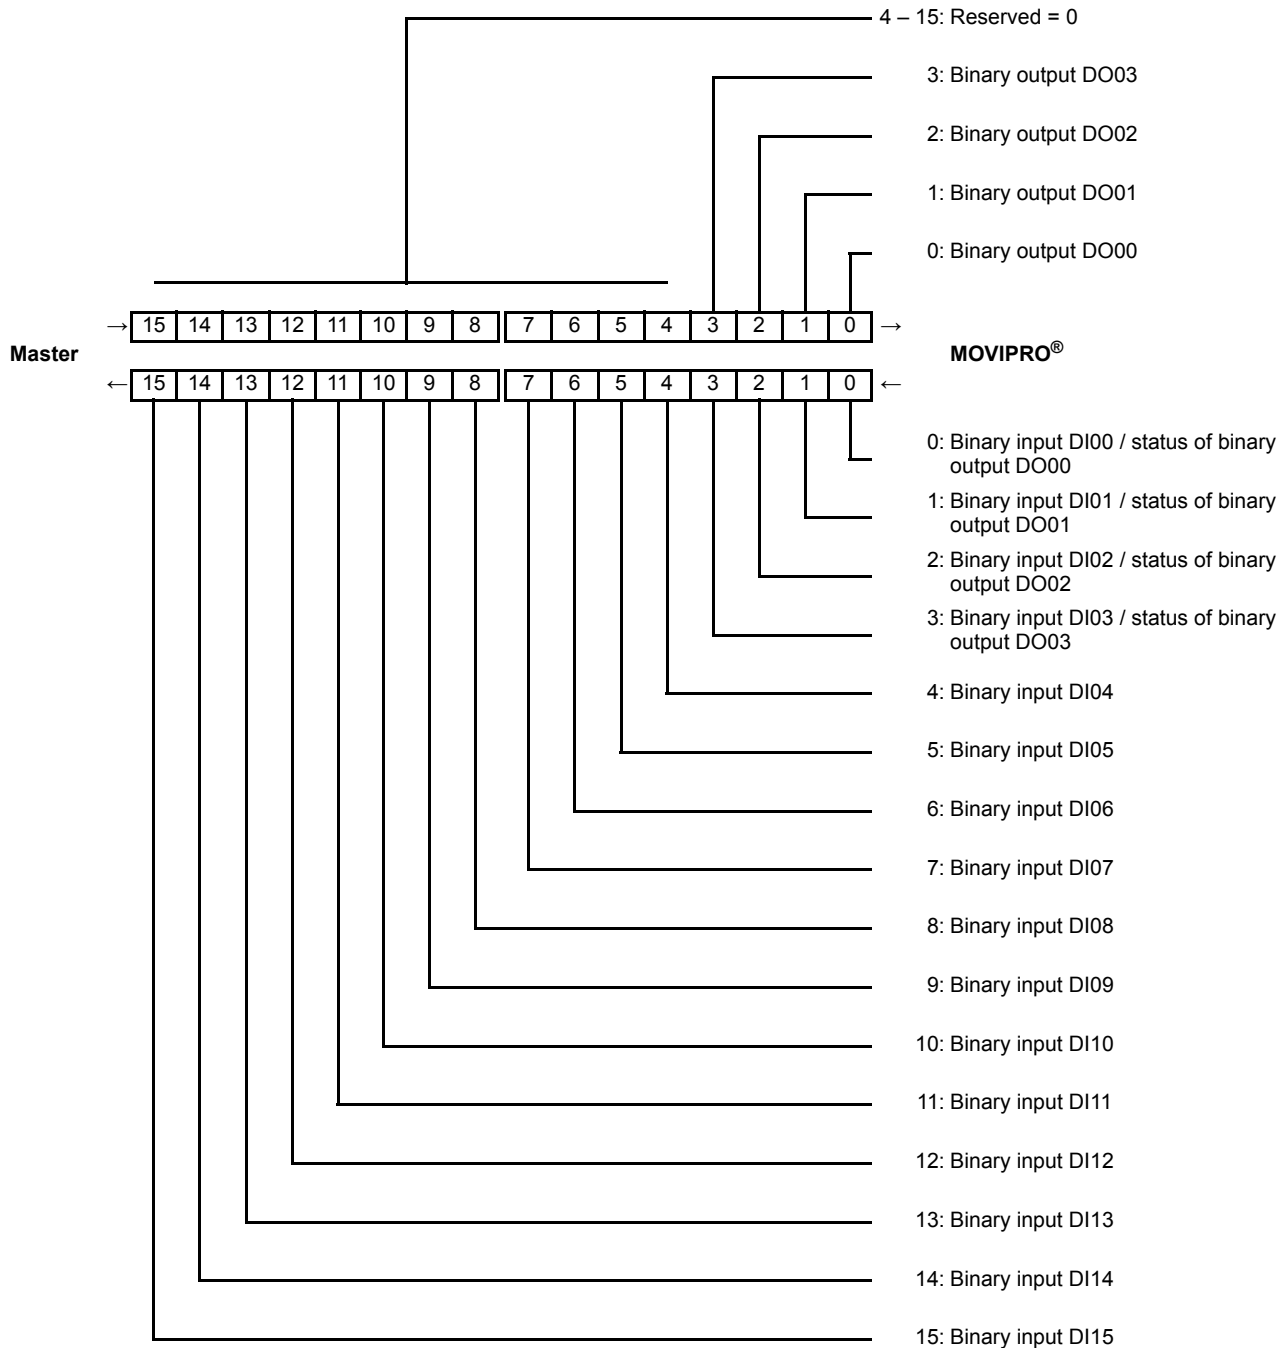 4 – 15: Reserved = 0
3: Binary output DO03
2: Binary output DO02
1: Binary output DO01
0: Binary output DO00
→ 15 14 13 12 11 10 9 8 7 6 5 4 3 2 1 0 →
Master MOVIPRO®
← 15 14 13 12 11 10 9 8 7 6 5 4 3 2 1 0 ←
0: Binary input DI00 / status of binary
output DO00
1: Binary input DI01 / status of binary
output DO01
2: Binary input DI02 / status of binary
output DO02
3: Binary input DI03 / status of binary
output DO03
4: Binary input DI04
5: Binary input DI05
6: Binary input DI06
7: Binary input DI07
8: Binary input DI08
9: Binary input DI09
10: Binary input DI10
11: Binary input DI11
12: Binary input DI12
13: Binary input DI13
14: Binary input DI14
15: Binary input DI15